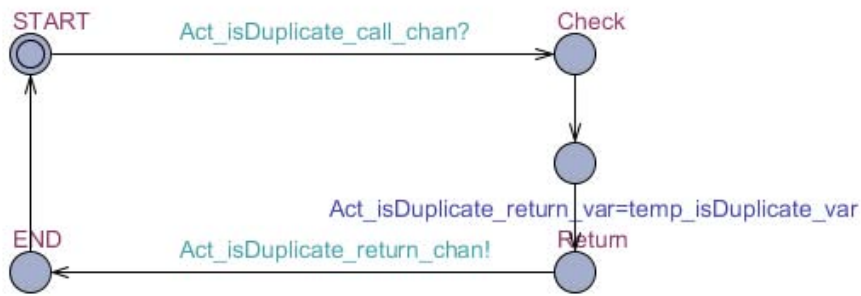 START
Check
Act_isDuplicate_call_chan?
Act_isDuplicate_return_var=temp_isDuplicate_var
END
Return
Act_isDuplicate_return_chan!